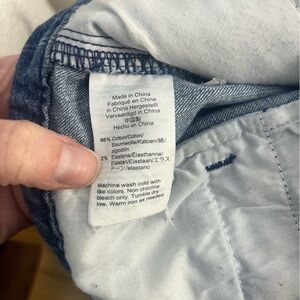 Made in China
Fabriqué en China
in China Hergestellt
Vervaardigd in China
中国製
Hecho en China
98% Cotton/Coton/
Baumwolle/Katoen/綿/
algodón
2% Elastane/Elasthanne/
Elastan/Elastaan/エラス
テーン/elastano
Machine wash cold with
like colors. Non chlorine
bleach only. Tumble dry
low. Warm iron as needed.